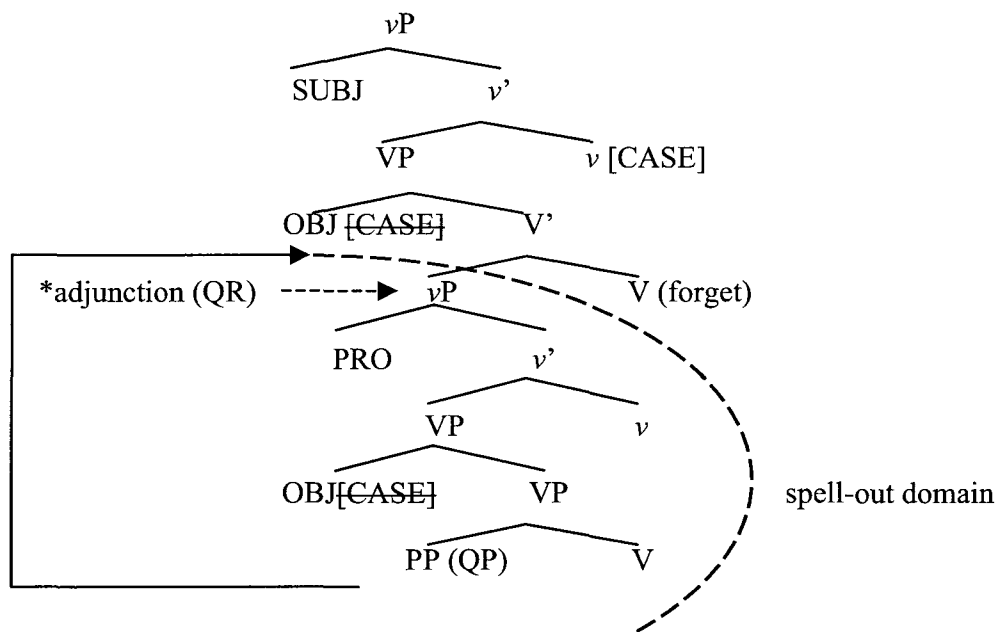 vP
SUBJ v’
VP v [CASE]
OBJ [CASE] V’
*adjunction (QR) vP V (forget)
PRO v’
VP v
OBJ[CASE] VP
spell-out domain
PP (QP) V